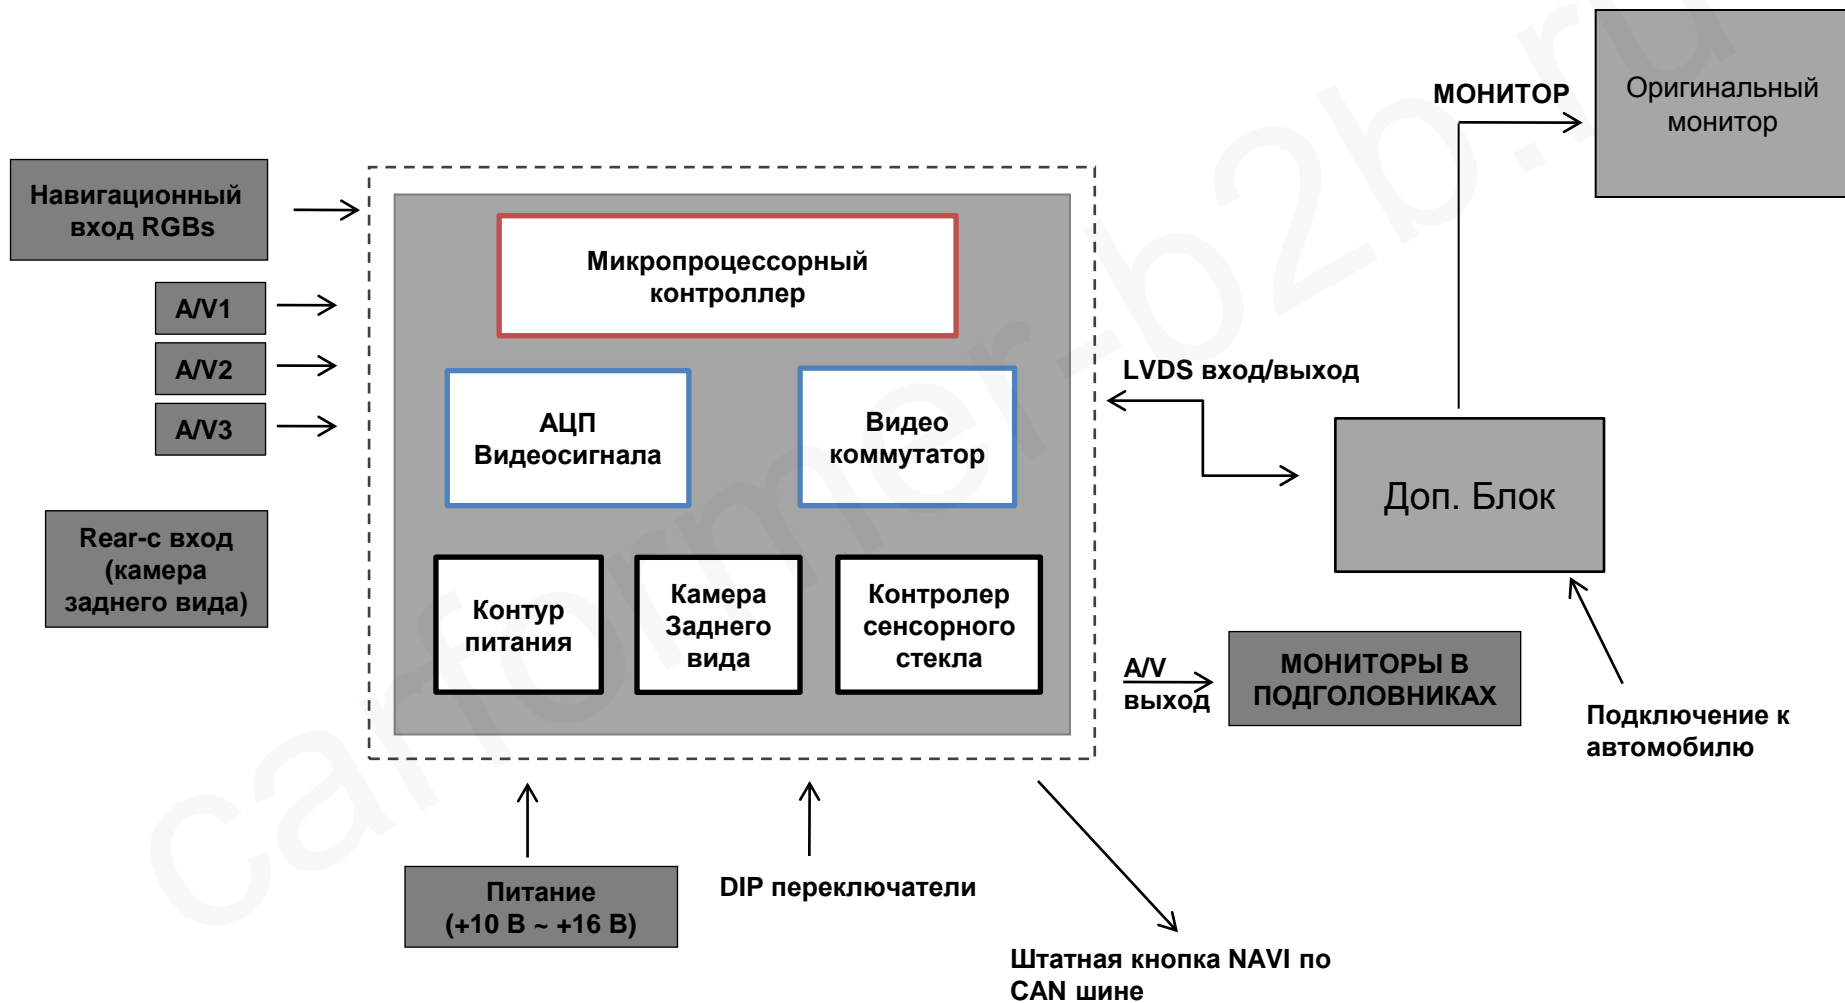 МОНИТОР
Оригинальный
монитор
Навигационный
вход RGBs
A/V1
A/V2
A/V3
Rear-c вход
(камера
заднего вида)
Микропроцессорный
контроллер
АЦП
Видеосигнала
Видео
коммутатор
Контур
питания
Камера
Заднего
вида
Контролер
сенсорного
стекла
LVDS вход/выход
Доп. Блок
A/V
выход
МОНИТОРЫ В
ПОДГОЛОВНИКАХ
Подключение к
автомобилю
Питание
(+10 В ~ +16 В)
DIP переключатели
Штатная кнопка NAVI по
CAN шине
carformer-b2b.ru